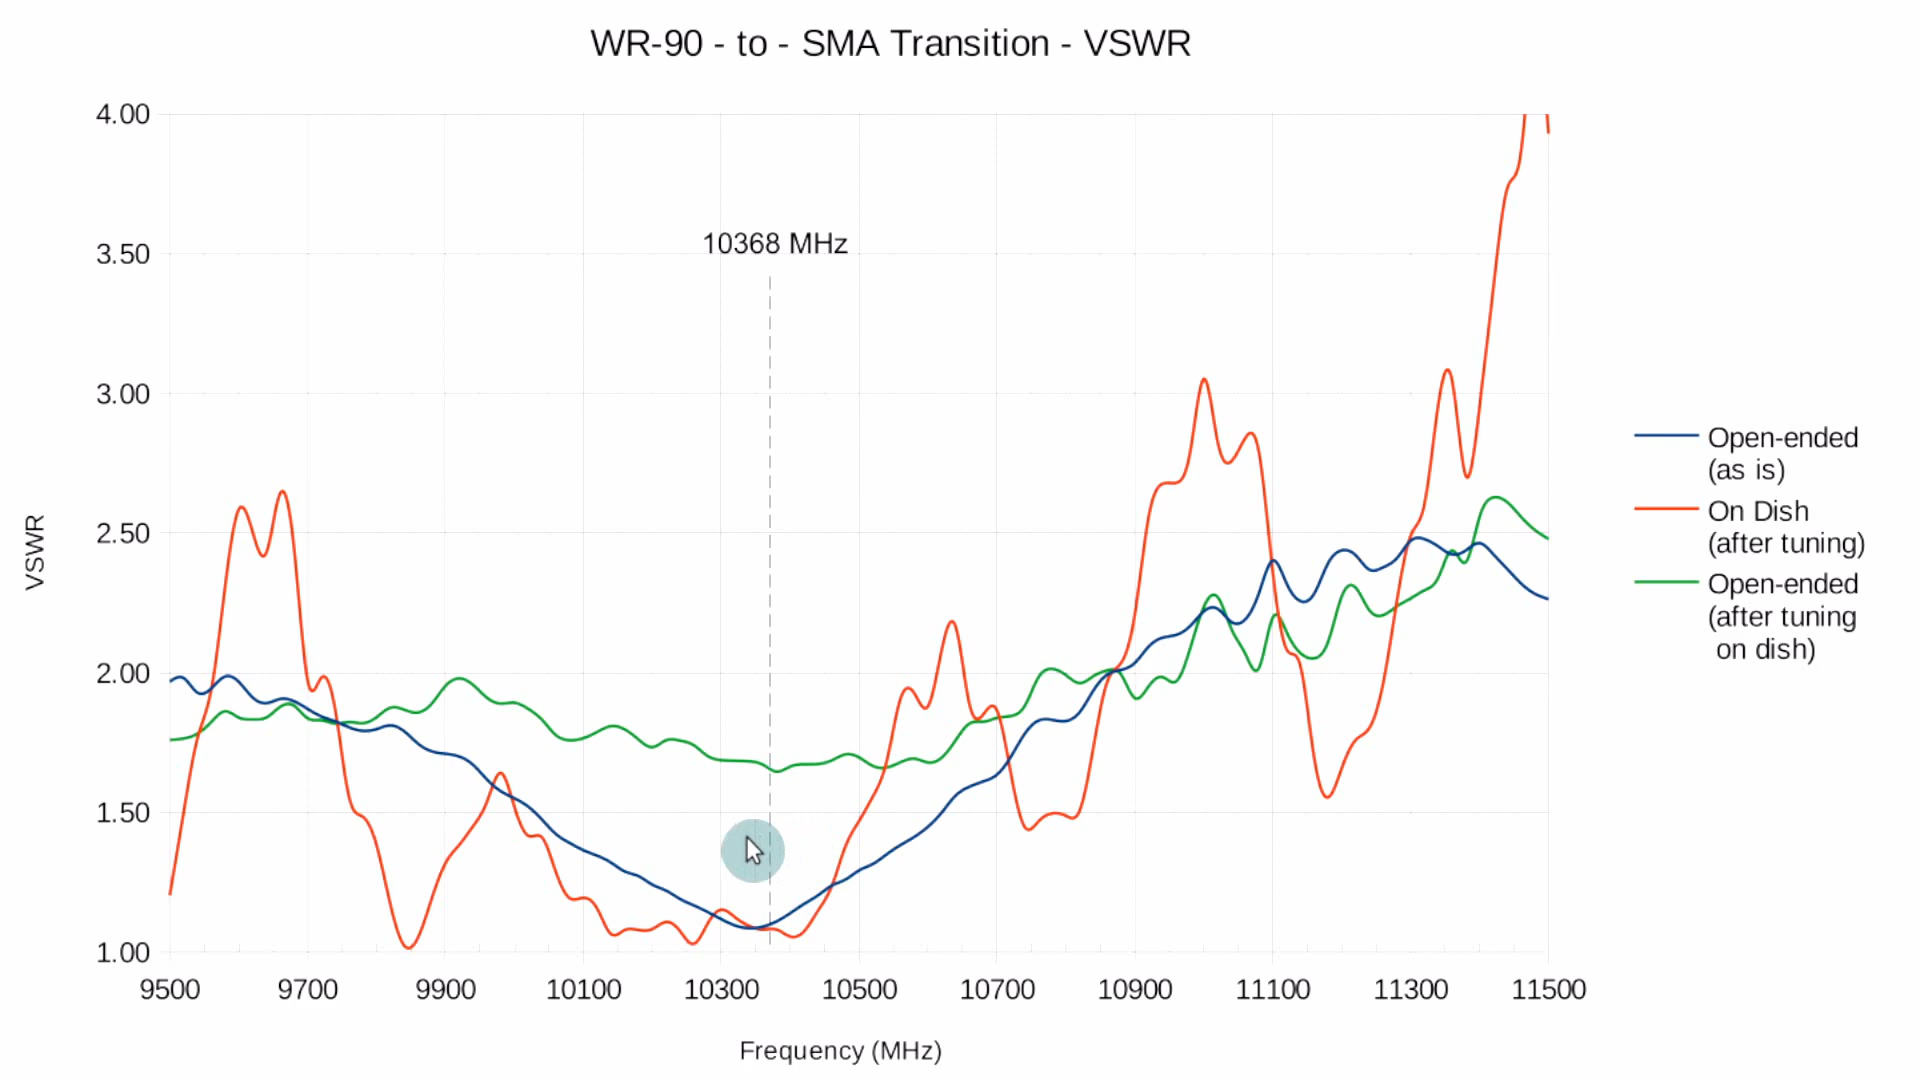 WR-90 - to - SMA Transition - VSWR
4.00
3.50
3.00
2.50
2.00
1.50
1.00
VSWR
10368 MHz
9500 9700 9900 10100 10300 10500 10700 10900 11100 11300 11500
Frequency (MHz)
Open-ended
(as is)
On Dish
(after tuning)
Open-ended
(after tuning
on dish)